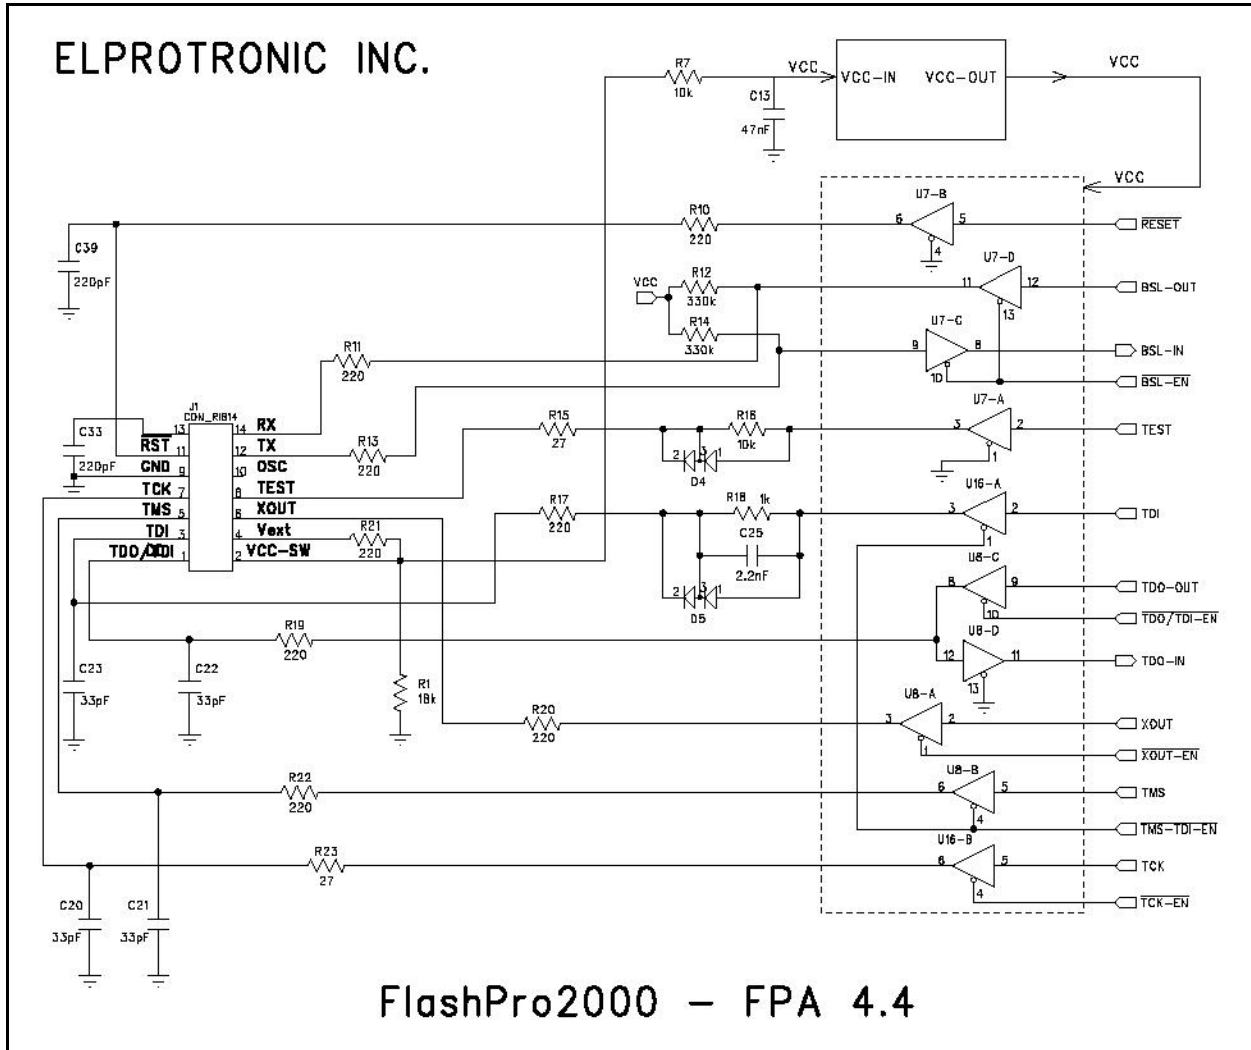 ELPROTRONIC INC.
R7
10k
VCC
VCC-IN
VCC-OUT
VCC
C13
47nF
VCC
U7-B
R10
220
6
5
4
RESET
C39
220pF
U7-D
VCC
R12
330k
11
12
13
BSL-OUT
R14
330k
U7-C
9
8
10
BSL-IN
BSL-EN
R11
220
J1
CON_RIB14
U7-A
C33
220pF
13
RST
11
GND
9
TCK
7
TMS
5
TDI
3
TDO/TDI
1
14
RX
12
TX
10
OSC
8
TEST
6
XOUT
4
Vext
2
VCC-SW
R13
220
R15
27
R16
10k
2
3
1
D4
3
2
1
TEST
R17
220
R18
1k
C25
2.2nF
2
3
1
D5
U16-A
3
2
1
TDI
R21
220
U8-C
8
9
10
TDO-OUT
TDO/TDI-EN
U8-D
12
11
13
TDO-IN
R19
220
C23
33pF
C22
33pF
R1
18k
U8-A
R20
220
3
2
1
XOUT
XOUT-EN
R22
220
U8-B
6
5
4
TMS
TMS-TDI-EN
U16-B
R23
27
6
5
4
TCK
TCK-EN
C20
33pF
C21
33pF
FlashPro2000 - FPA 4.4